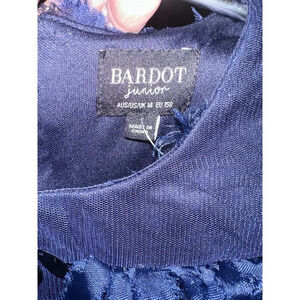 BARDOT
junior
AUS/US/UK 14 EU 158
MADE IN
CHINA